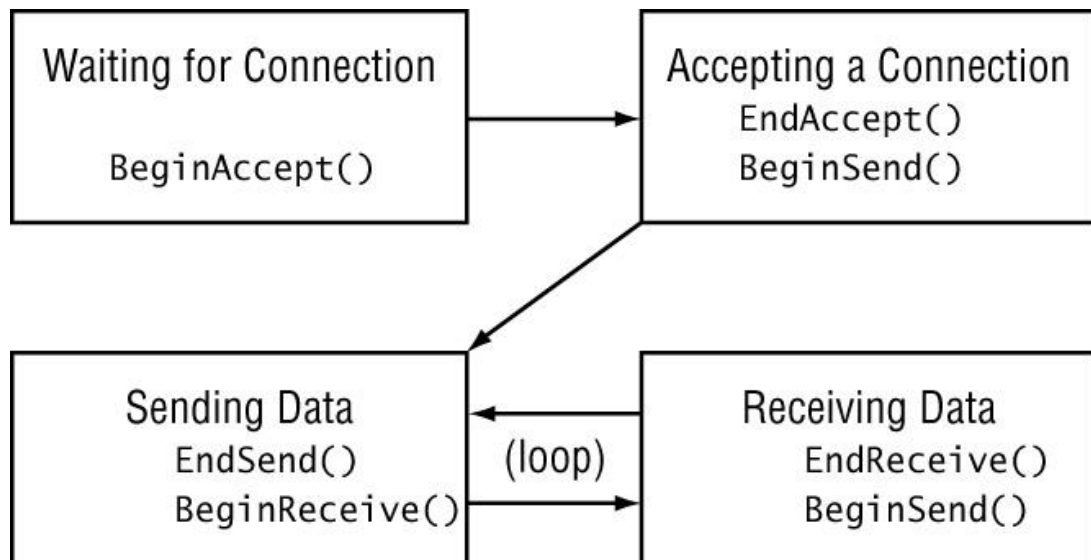 Waiting for Connection
BeginAccept()
Accepting a Connection
EndAccept()
BeginSend()
Sending Data
EndSend()
BeginReceive()
(loop)
Receiving Data
EndReceive()
BeginSend()